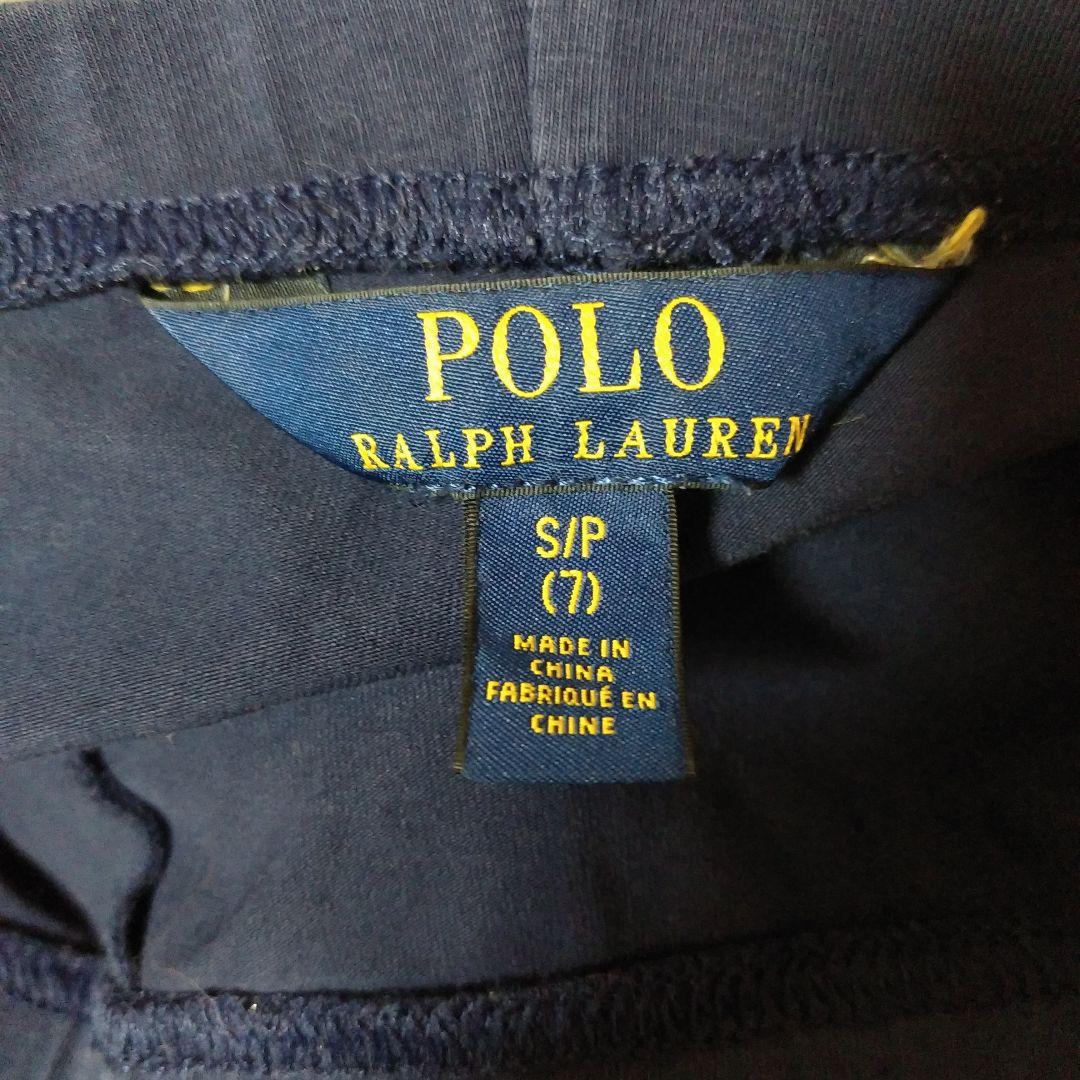 POLO
RALPH LAUREN
S/P
(7)
MADE IN
CHINA
FABRIQUÉ EN
CHINE